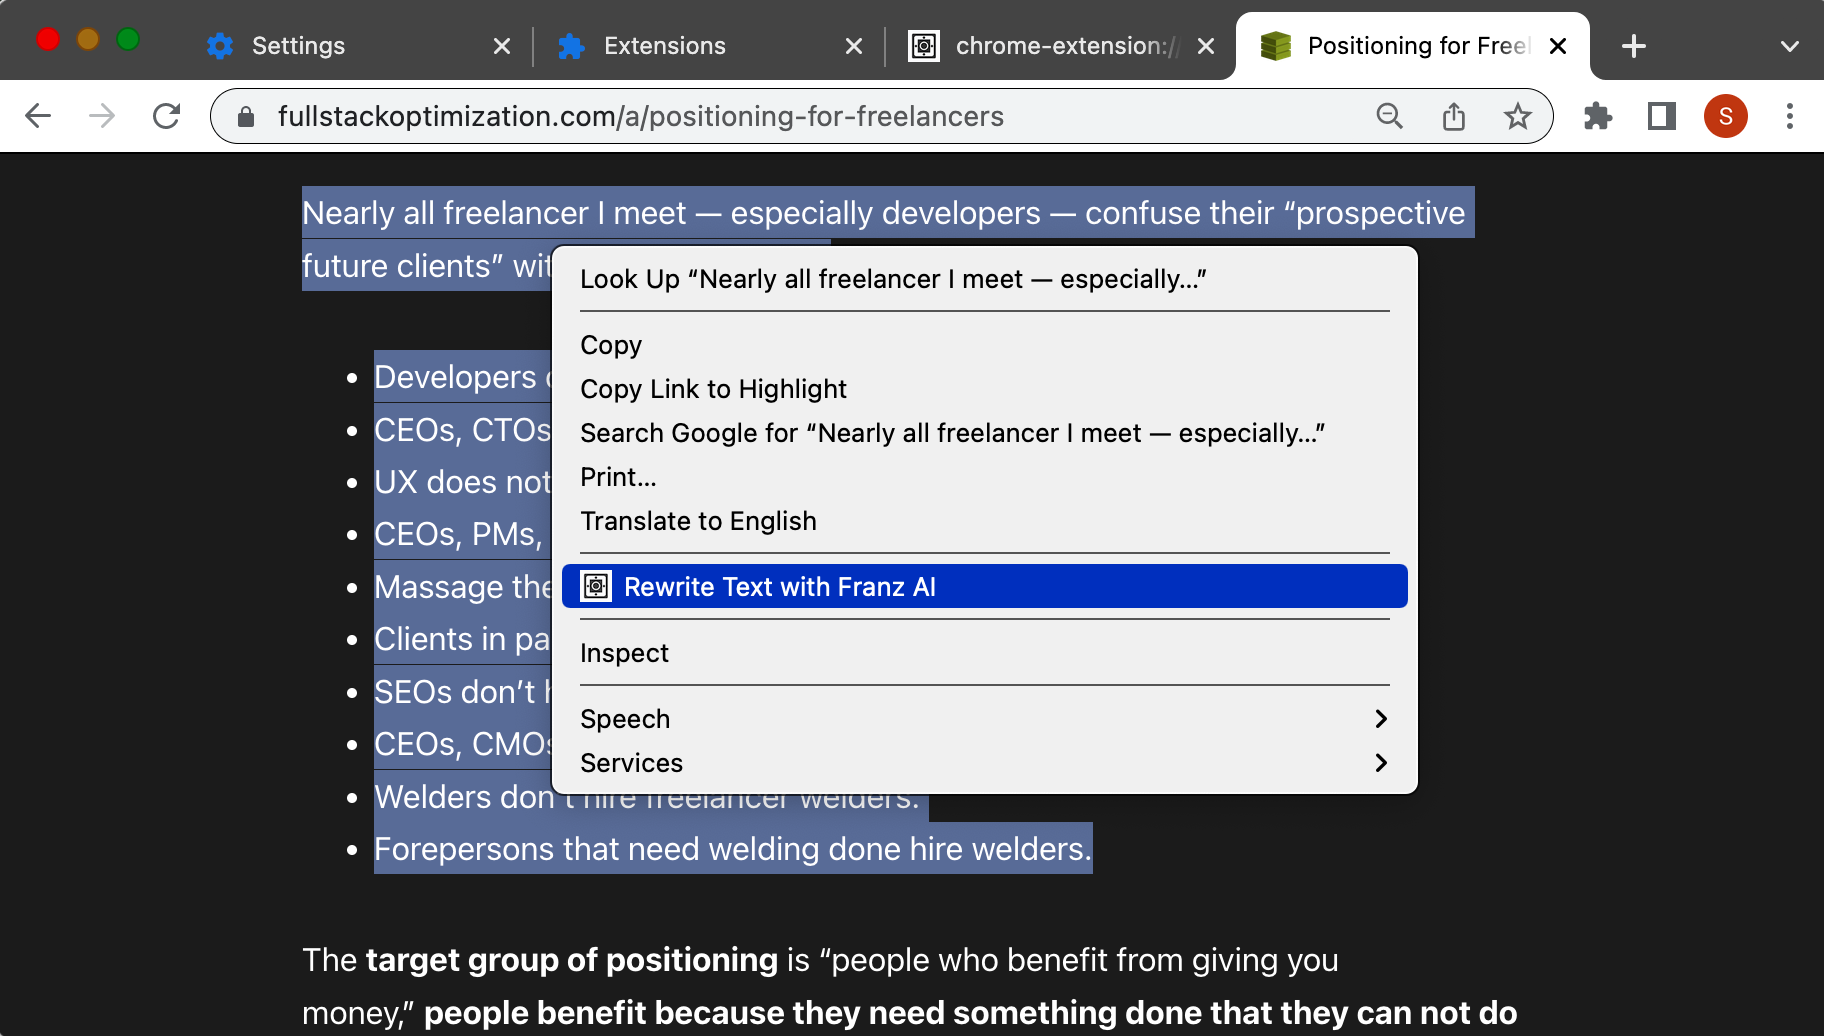 Settings
Extensions
chrome-extension://
Positioning for Freel
fullstackoptimization.com/a/positioning-for-freelancers
S
Nearly all freelancer I meet — especially developers — confuse their “prospective
future clients” wit
Look Up “Nearly all freelancer I meet — especially...”
Copy
Copy Link to Highlight
Search Google for “Nearly all freelancer I meet — especially...”
Print...
Translate to English
Rewrite Text with Franz AI
Inspect
Speech
Services
Developers
CEOs, CTOs
UX does not
CEOs, PMs,
Massage the
Clients in pa
SEOs don’t h
CEOs, CMOs
Welders don’t hire freelancer welders.
Forepersons that need welding done hire welders.
The target group of positioning is “people who benefit from giving you
money,” people benefit because they need something done that they can not do